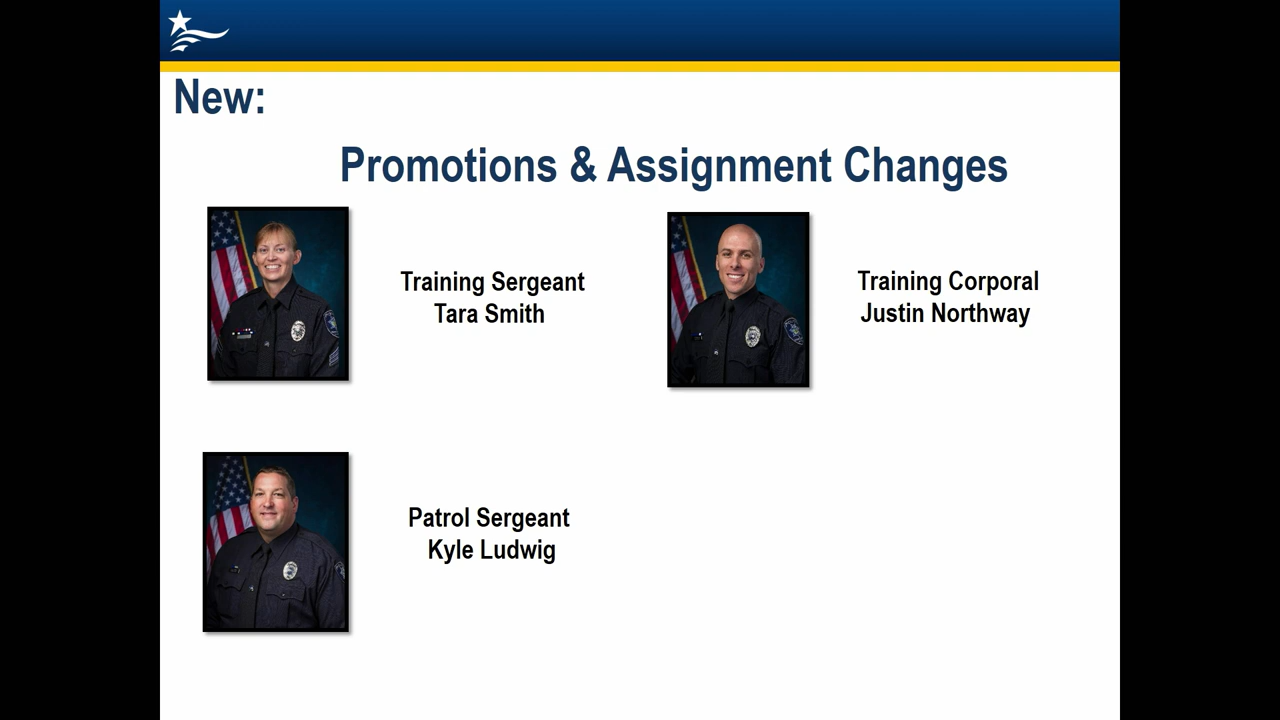 New:
Promotions & Assignment Changes
Training Sergeant
Tara Smith
Training Corporal
Justin Northway
Patrol Sergeant
Kyle Ludwig